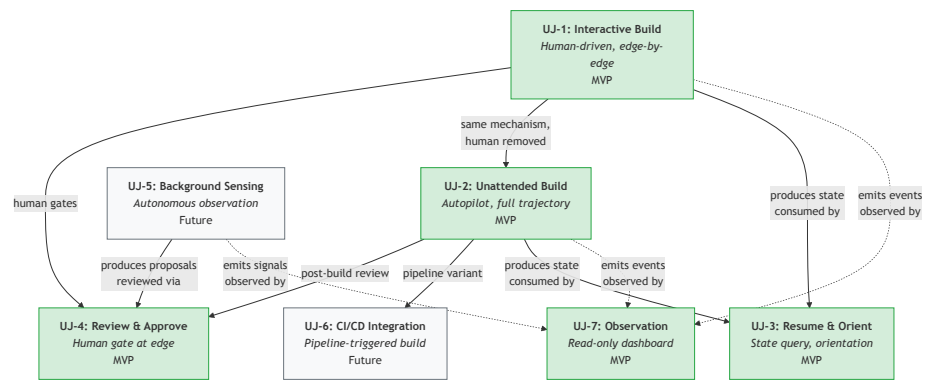 UJ-1: Interactive Build
Human-driven, edge-by-
edge
MVP
same mechanism,
human removed
UJ-5: Background Sensing
Autonomous observation
Future
UJ-2: Unattended Build
Autopilot, full trajectory
MVP
human gates
produces state
consumed by
emits events
observed by
produces proposals
reviewed via
emits signals
observed by
post-build review
pipeline variant
produces state
consumed by
emits events
observed by
UJ-4: Review & Approve
Human gate at edge
MVP
UJ-6: CI/CD Integration
Pipeline-triggered build
Future
UJ-7: Observation
Read-only dashboard
MVP
UJ-3: Resume & Orient
State query, orientation
MVP